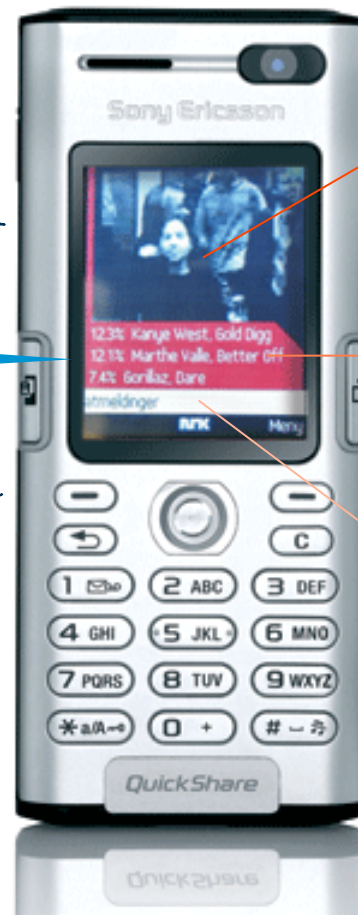 Sony Ericsson
12.3% Kanye West, Gold Digg
12.1% Marthe Valle, Better Off
7.4% Gorillaz, Dare
atmeldinger
NRK Meny
C
1 2 ABC 3 DEF
4 GHI 5 JKL 6 MNO
7 PQRS 8 TUV 9 WXYZ
* a/A 0 + #
QuickShare
QuickShare